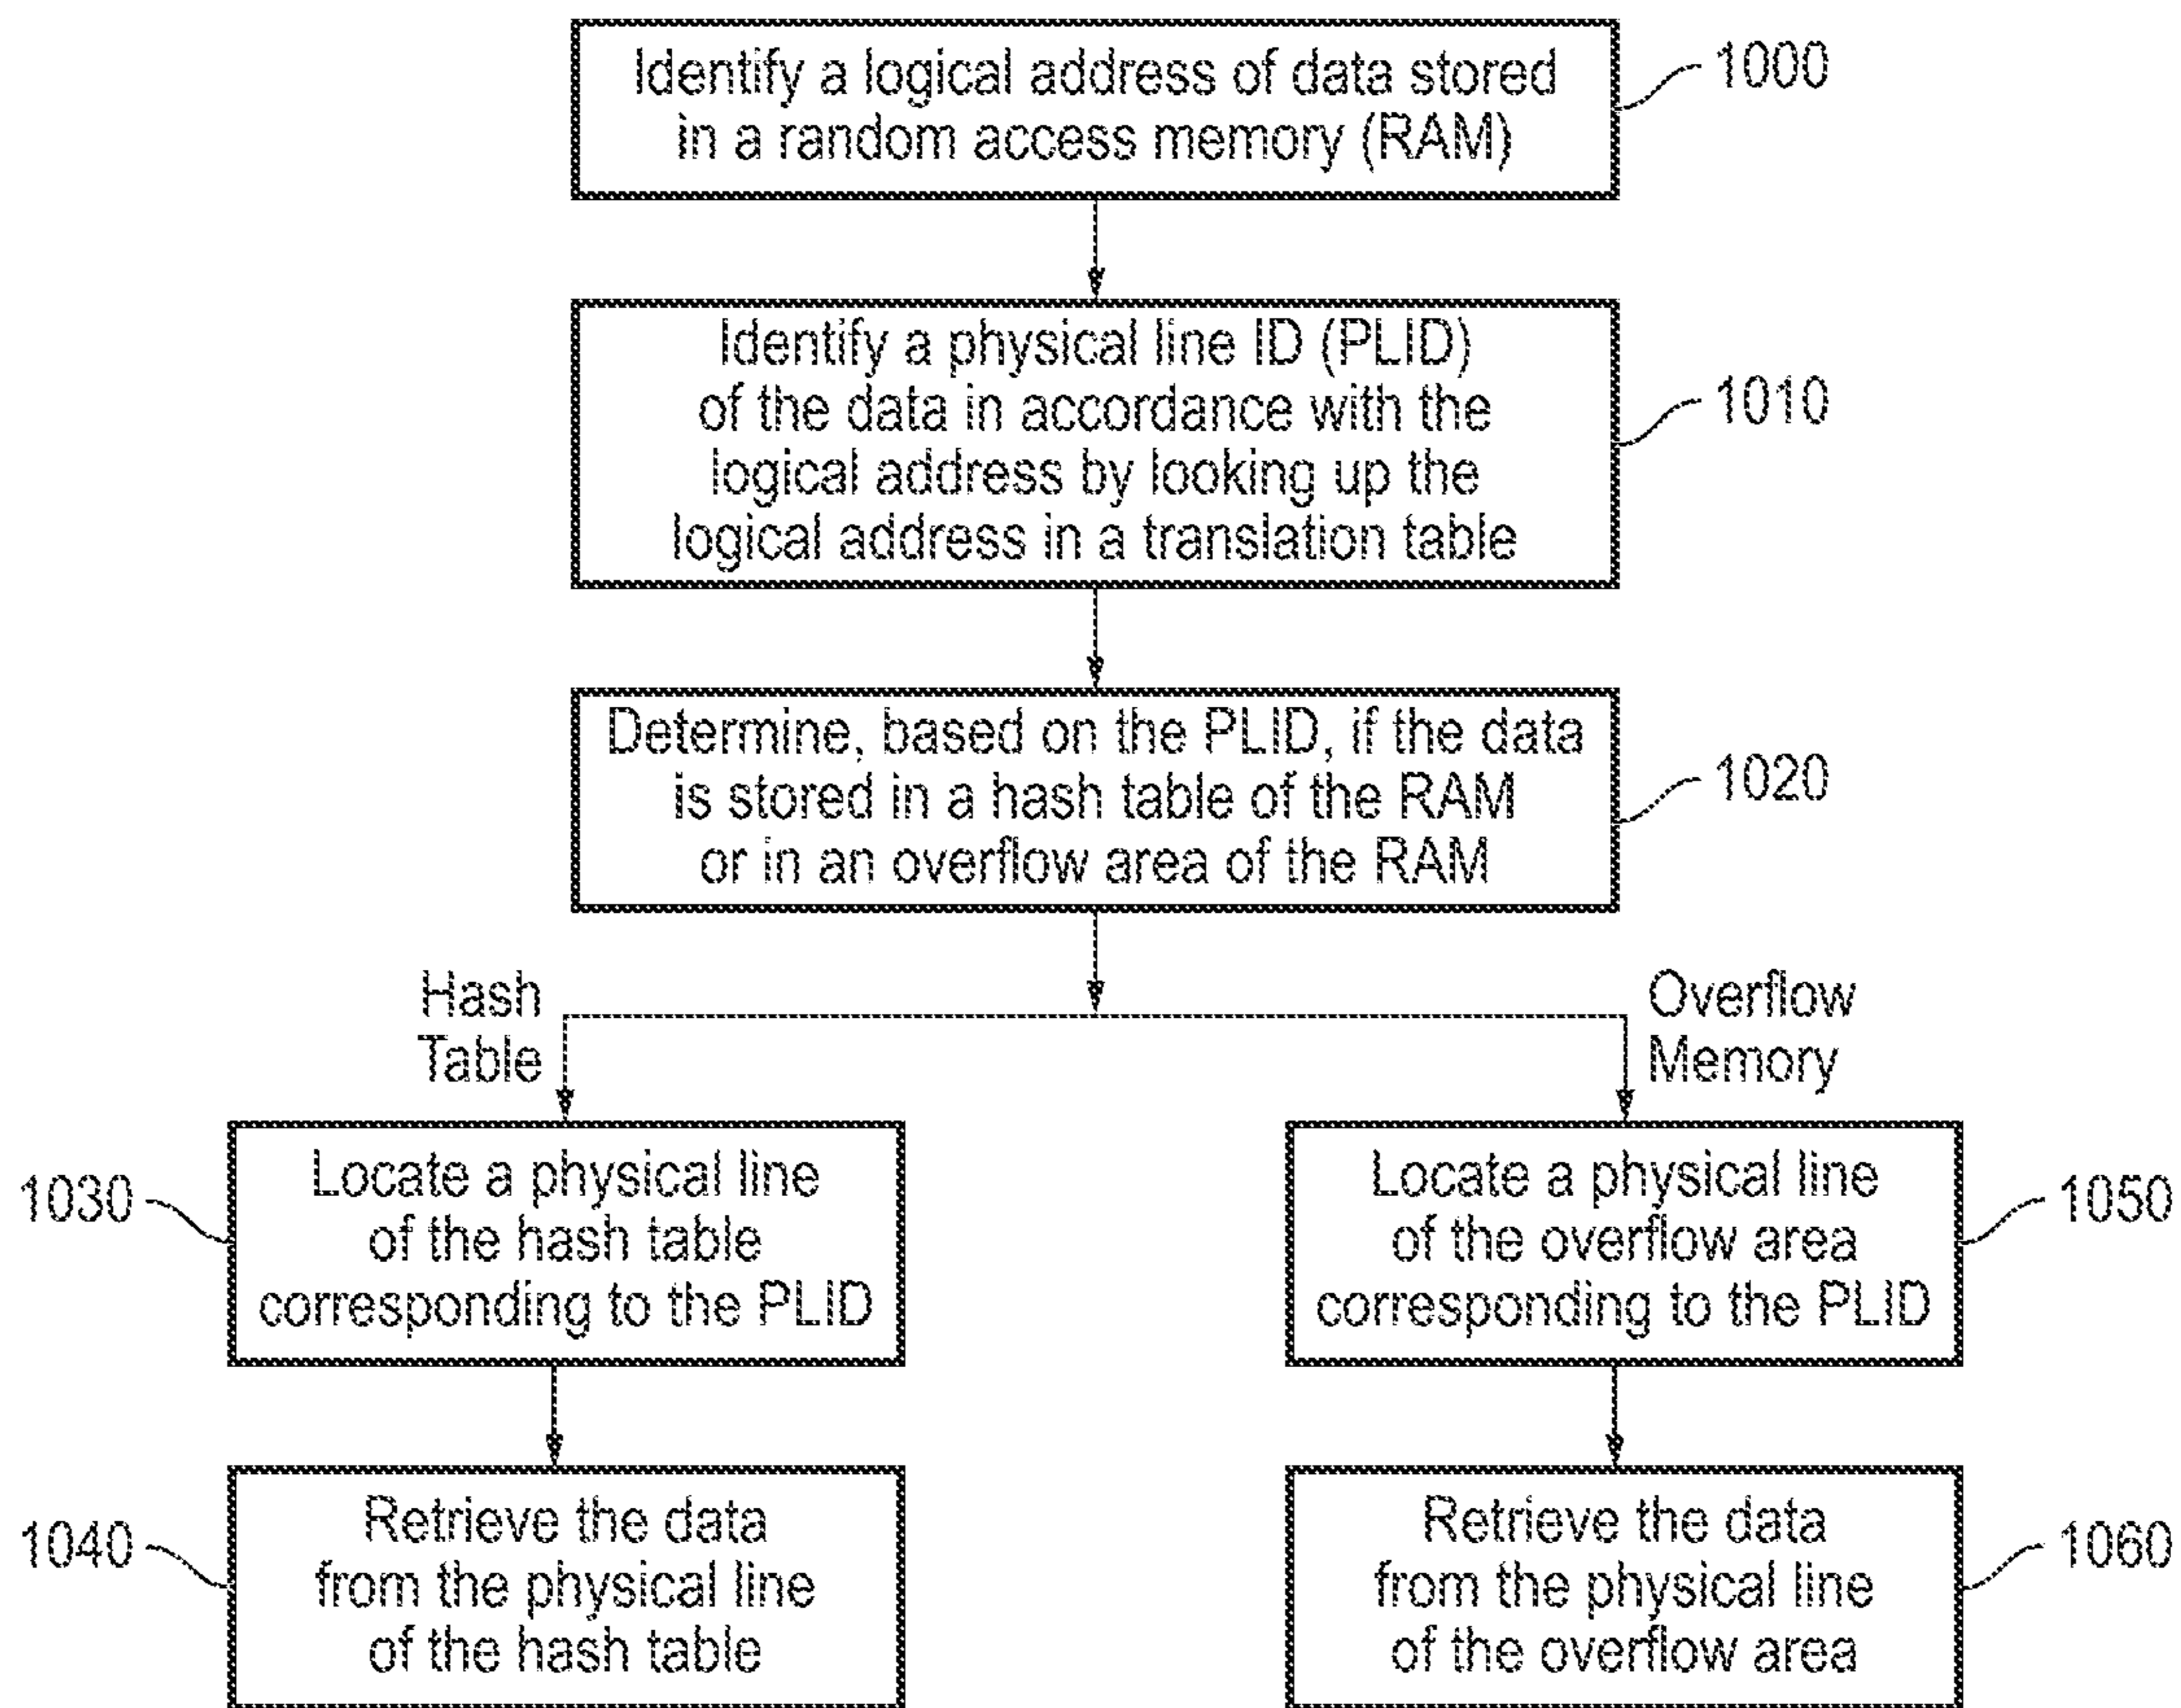 Identify a logical address of data stored
in a random access memory (RAM)
1000
Identify a physical line ID (PLID)
of the data in accordance with the
logical address by looking up the
logical address in a translation table
1010
Determine, based on the PLID, if the data
is stored in a hash table of the RAM
or in an overflow area of the RAM
1020
Hash
Table
Overflow
Memory
1030
Locate a physical line
of the hash table
corresponding to the PLID
Locate a physical line
of the overflow area
corresponding to the PLID
1050
1040
Retrieve the data
from the physical line
of the hash table
Retrieve the data
from the physical line
of the overflow area
1060